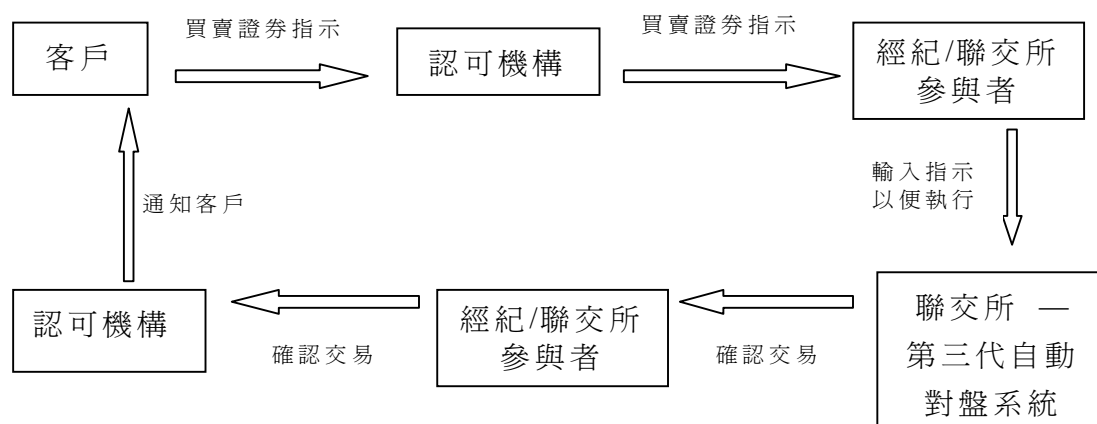 買賣證券指示
買賣證券指示
客戶
認可機構
經紀/聯交所
參與者
輸入指示
以便執行
通知客戶
認可機構
經紀/聯交所
參與者
聯交所 —
第三代自動
對盤系統
確認交易
確認交易